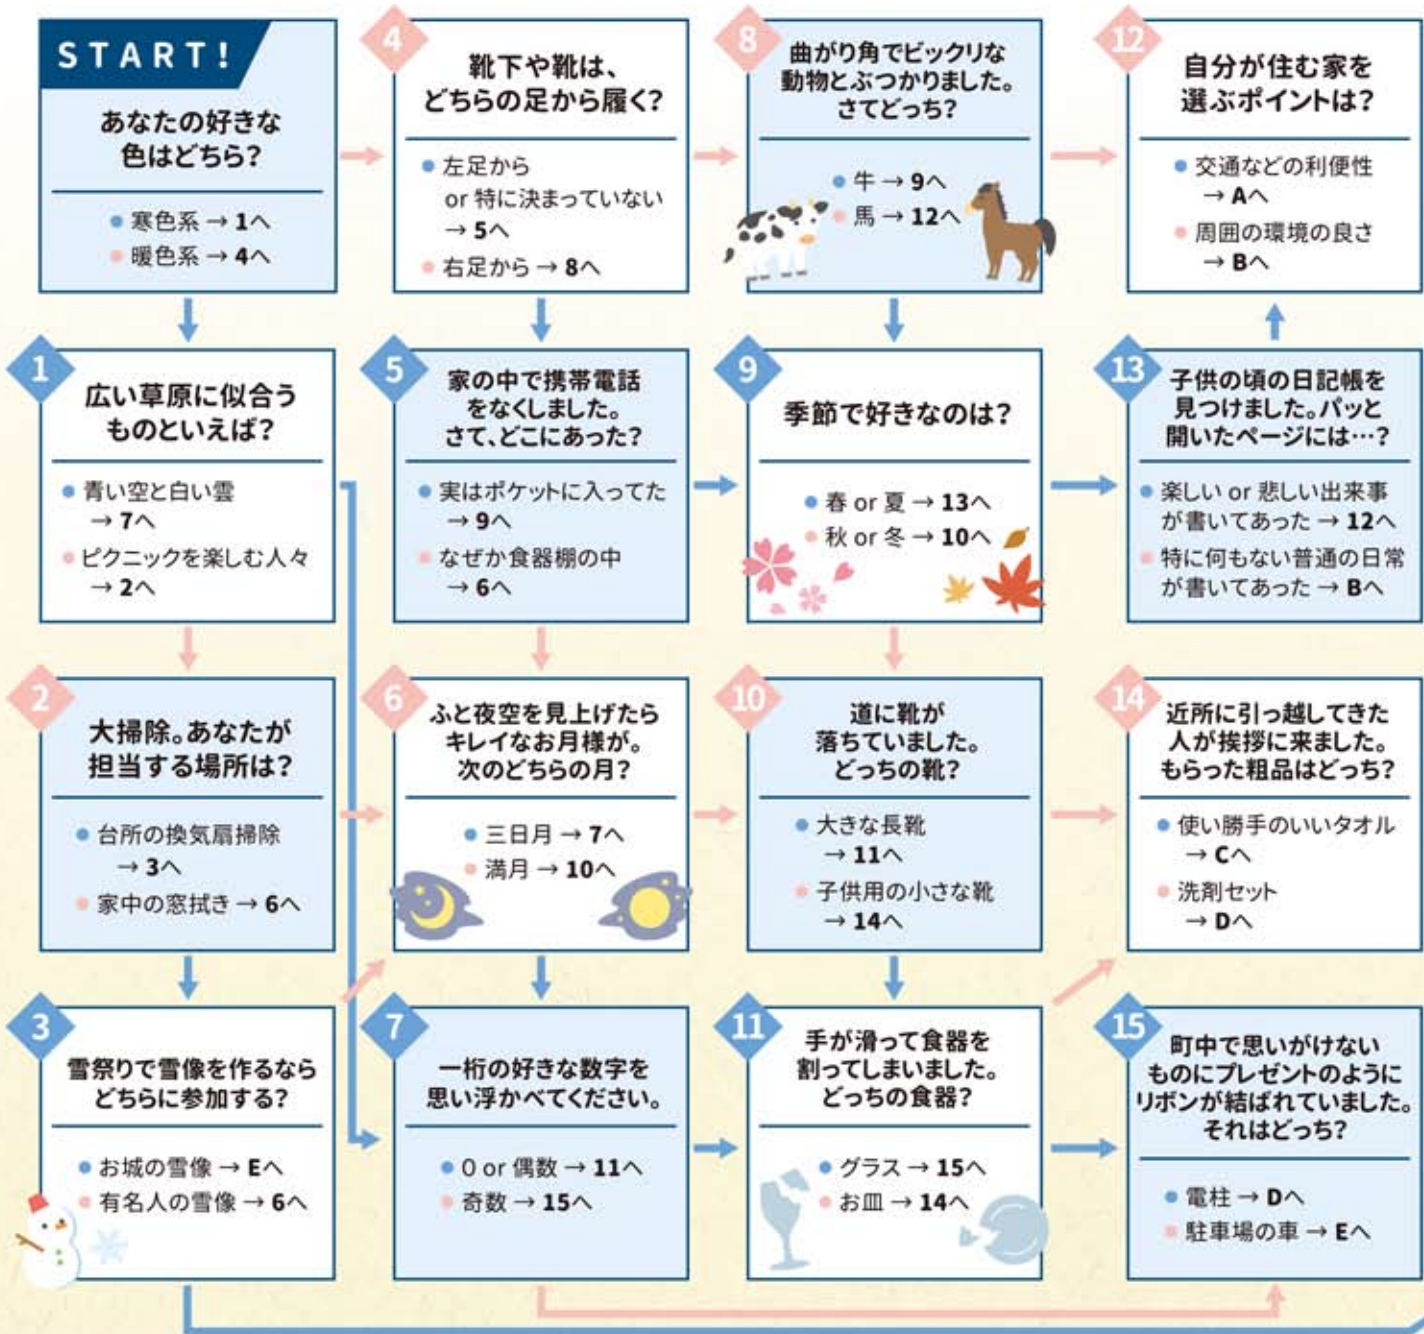 START!
あなたの好きな
色はどちら?
● 寒色系 → 1へ
● 暖色系 → 4へ
1
広い草原に似合う
ものといえば?
● 青い空と白い雲
→ 7へ
● ピクニックを楽しむ人々
→ 2へ
2
大掃除。あなたが
担当する場所は?
● 台所の換気扇掃除
→ 3へ
● 家中の窓拭き → 6へ
3
雪祭りで雪像を作るなら
どちらに参加する?
● お城の雪像 → Eへ
● 有名人の雪像 → 6へ
4
靴下や靴は、
どちらの足から履く?
● 左足から
or 特に決まっていない
→ 5へ
● 右足から → 8へ
5
家の中で携帯電話
をなくしました。
さて、どこにあった?
● 実はポケットに入ってた
→ 9へ
● なぜか食器棚の中
→ 6へ
6
ふと夜空を見上げたら
キレイなお月様が。
次のどちらの月?
● 三日月 → 7へ
● 満月 → 10へ
7
一桁の好きな数字を
思い浮かべてください。
● 0 or 偶数 → 11へ
● 奇数 → 15へ
8
曲がり角でビックリな
動物とぶつかりました。
さてどっち?
● 牛 → 9へ
● 馬 → 12へ
9
季節で好きなのは?
● 春 or 夏 → 13へ
● 秋 or 冬 → 10へ
10
道に靴が
落ちていました。
どっちの靴?
● 大きな長靴
→ 11へ
● 子供用の小さな靴
→ 14へ
11
手が滑って食器を
割ってしまいました。
どっちの食器?
● グラス → 15へ
● お皿 → 14へ
12
自分が住む家を
選ぶポイントは?
● 交通などの利便性
→ Aへ
● 周囲の環境の良さ
→ Bへ
13
子供の頃の日記帳を
見つけました。パッと
開いたページには…?
● 楽しい or 悲しい出来事
が書いてあった → 12へ
● 特に何もない普通の日常
が書いてあった → Bへ
14
近所に引っ越してきた
人が挨拶に来ました。
もらった粗品はどっち?
● 使い勝手のいいタオル
→ Cへ
● 洗剤セット
→ Dへ
15
町中で思いがけない
ものにプレゼントのように
リボンが結ばれていました。
それはどっち?
● 電柱 → Dへ
● 駐車場の車 → Eへ